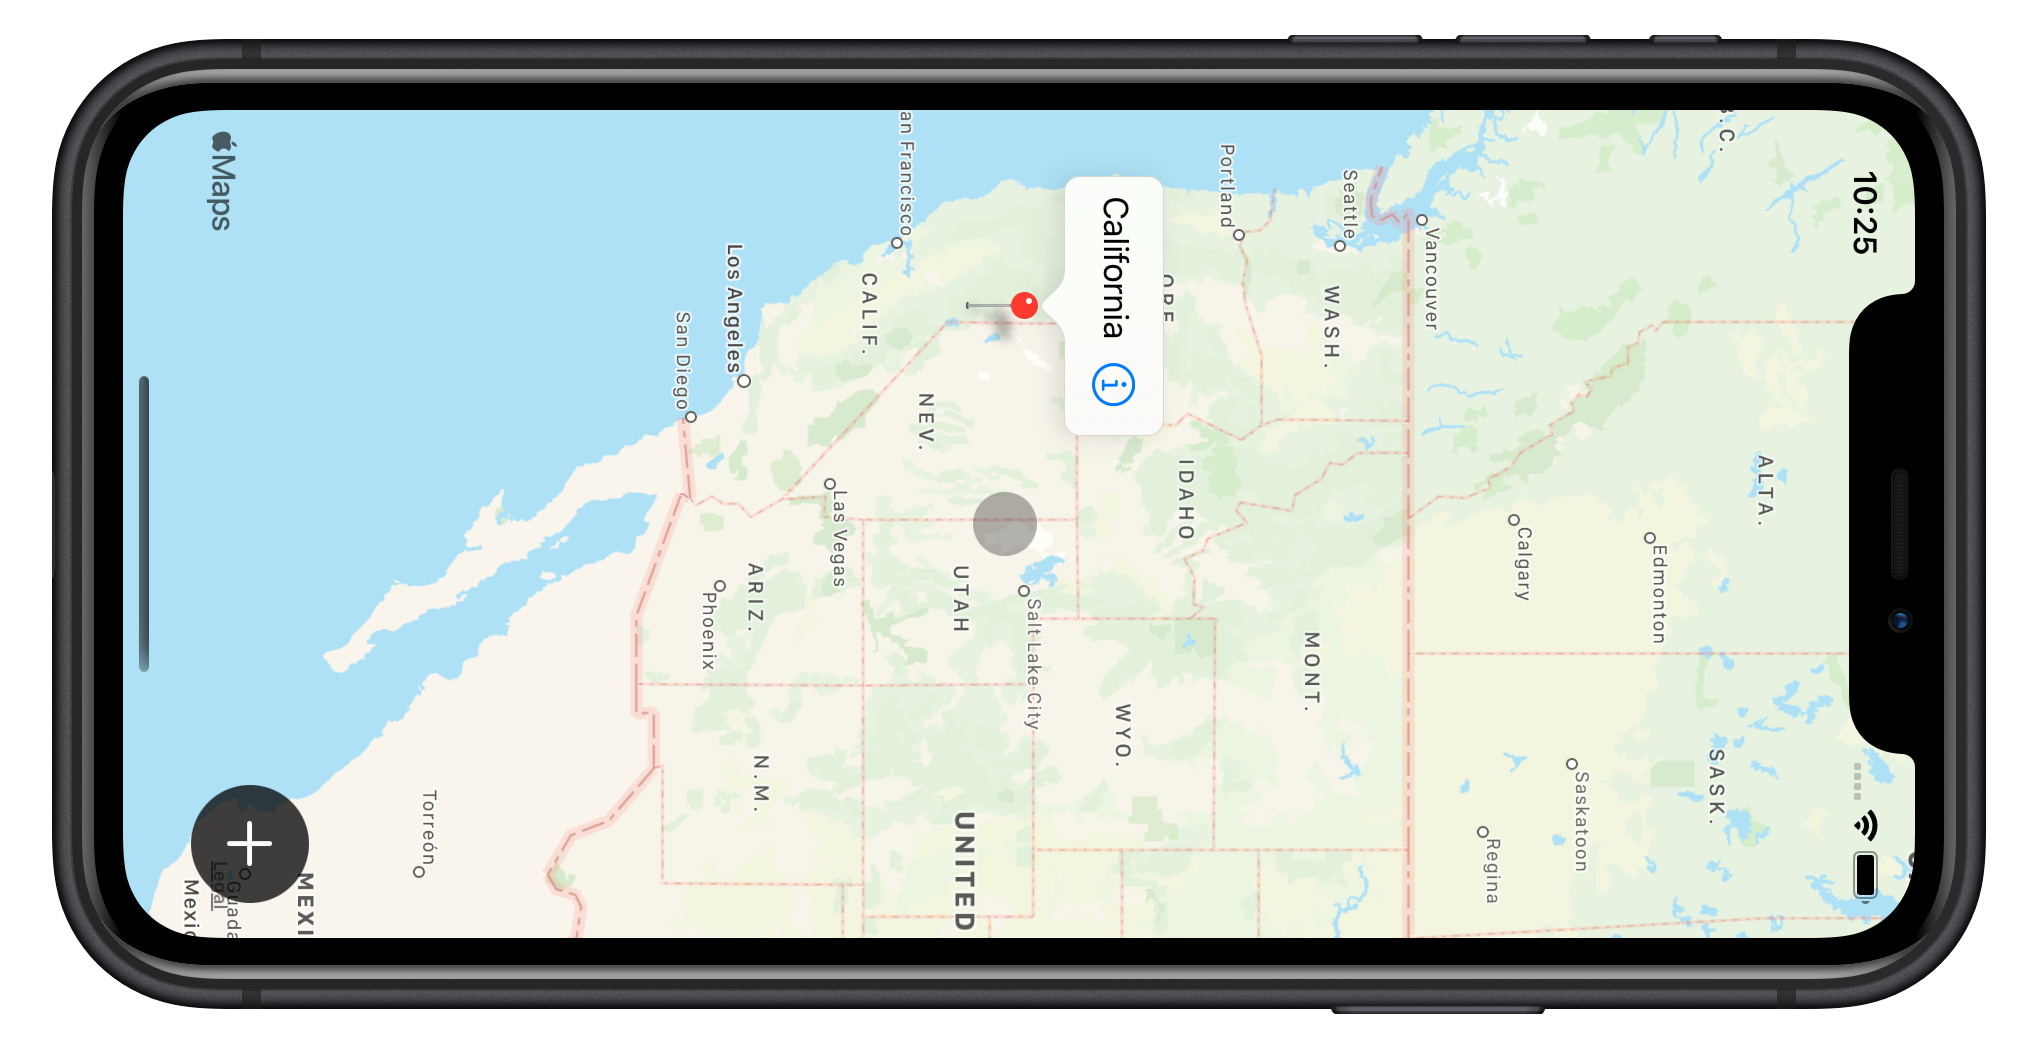 10:25
.C.
ALTA.
SASK.
Edmonton
Saskatoon
Calgary
Regina
Vancouver
Seattle
WASH.
MONT.
Portland
IDAHO
WYO.
California
Salt Lake City
UTAH
UNITED
NEV.
an Francisco
CALIF.
Las Vegas
N.M.
ARIZ.
Los Angeles
Phoenix
San Diego
Torreón
MEXI
Guada
Maps
Legal
Mexic